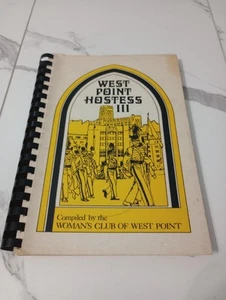 WEST
POINT
HOSTESS
III
Compiled by the
WOMAN'S CLUB OF WEST POINT